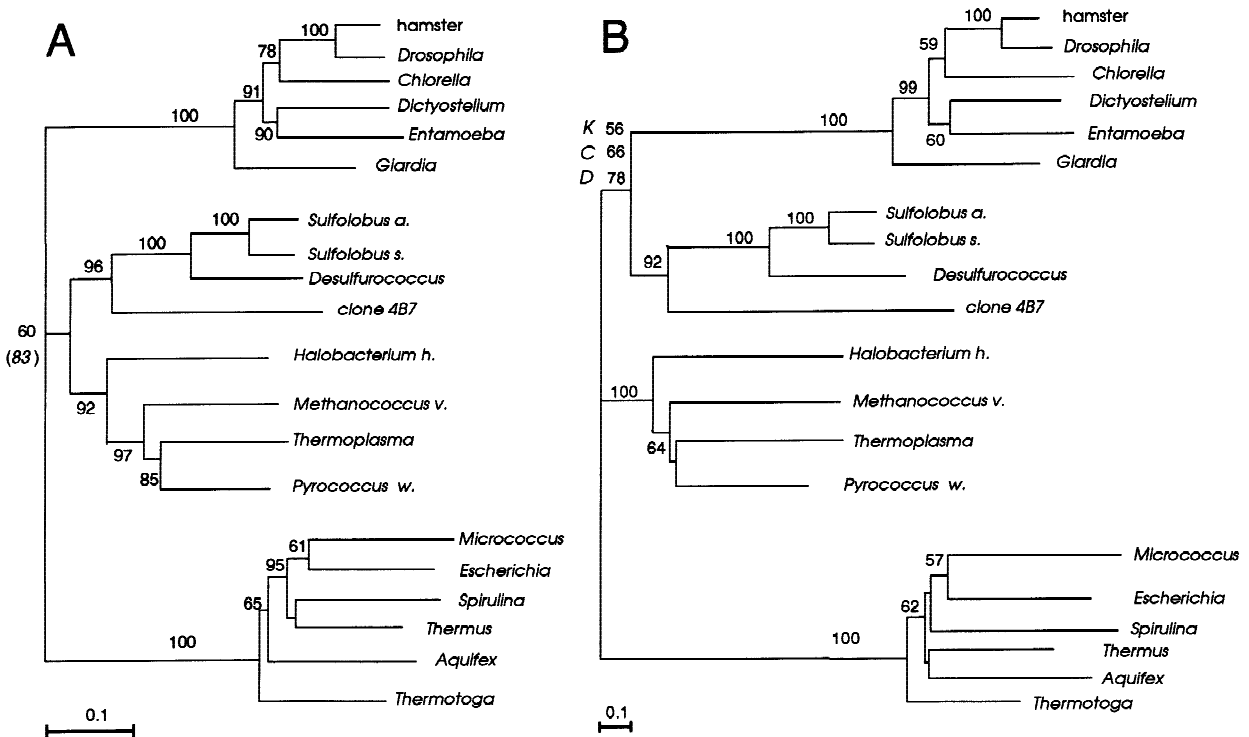 A
100
hamster
Drosophila
78
Chlorella
91
Dictyostelium
90
Entamoeba
100
Giardia
100
Sulfolobus a.
100
Sulfolobus s.
96
Desulfurococcus
clone 4B7
60
(83)
Halobacterium h.
92
Methanococcus v.
97
Thermoplasma
85
Pyrococcus w.
61
Micrococcus
95
Escherichia
65
Spirulina
Thermus
100
Aquifex
Thermotoga
0.1
B
100
hamster
59
Drosophila
Chlorella
99
Dictyostelium
60
Entamoeba
100
Giardia
K 56
C 66
D 78
100
Sulfolobus a.
100
Sulfolobus s.
92
Desulfurococcus
clone 4B7
Halobacterium h.
100
Methanococcus v.
64
Thermoplasma
Pyrococcus w.
57
Micrococcus
62
Escherichia
Spirulina
100
Thermus
Aquifex
Thermotoga
0.1